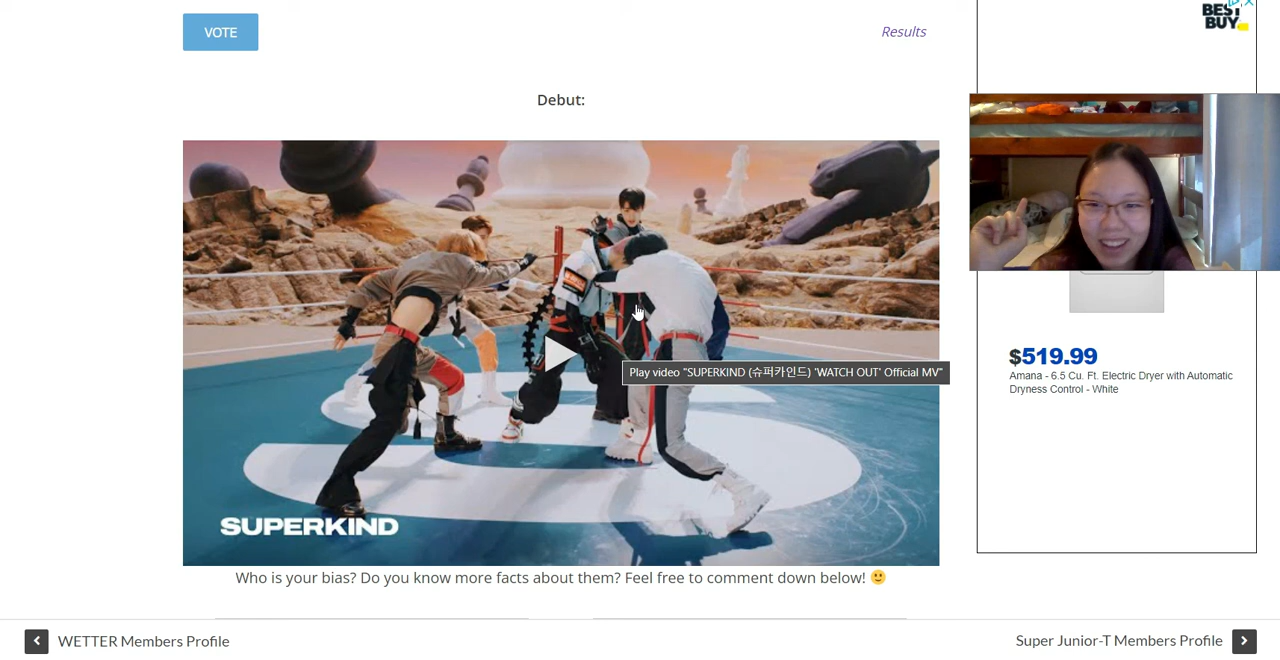 VOTE
Results
BEST BUY
Debut:
Play video "SUPERKIND (슈퍼카인드) 'WATCH OUT' Official MV"
$519.99
Amana - 6.5 Cu. Ft. Electric Dryer with Automatic
Dryness Control - White
SUPERKIND
Who is your bias? Do you know more facts about them? Feel free to comment down below! 🙂
WETTER Members Profile
Super Junior-T Members Profile